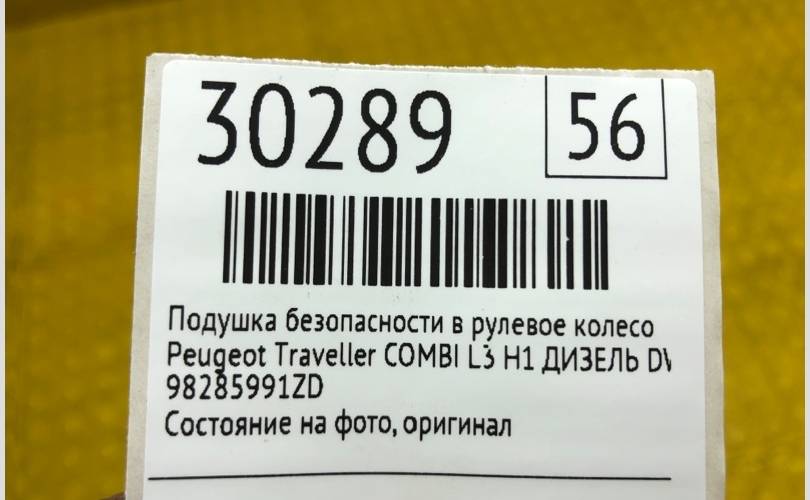 30289
56
Подушка безопасности в рулевое колесо
Peugeot Traveller COMBI L3 H1 ДИЗЕЛЬ
98285991ZD
Состояние на фото, оригинал